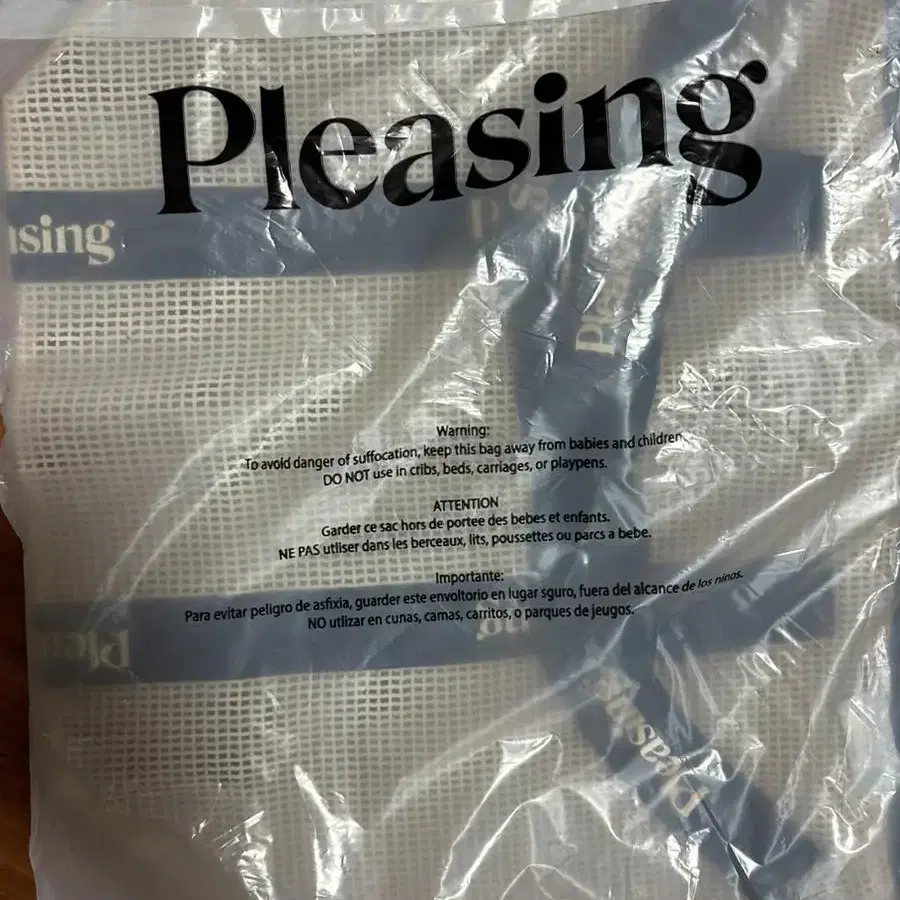 Pleasing
sing
Plea
Warning:
To avoid danger of suffocation, keep this bag away from babies and children
DO NOT use in cribs, beds, carriages, or playpens.
ATTENTION
Garder ce sac hors de portee des bebes et enfants.
NE PAS utliser dans les berceaux, lits, poussettes ou parcs a bebe.
Importante:
Para evitar peligro de asfixia, guarder este envoltorio en lugar sguro, fuera del alcance de los ninos.
NO utlizar en cunas, camas, carritos, o parques de jeugos.
Plea
ng
Pleasing